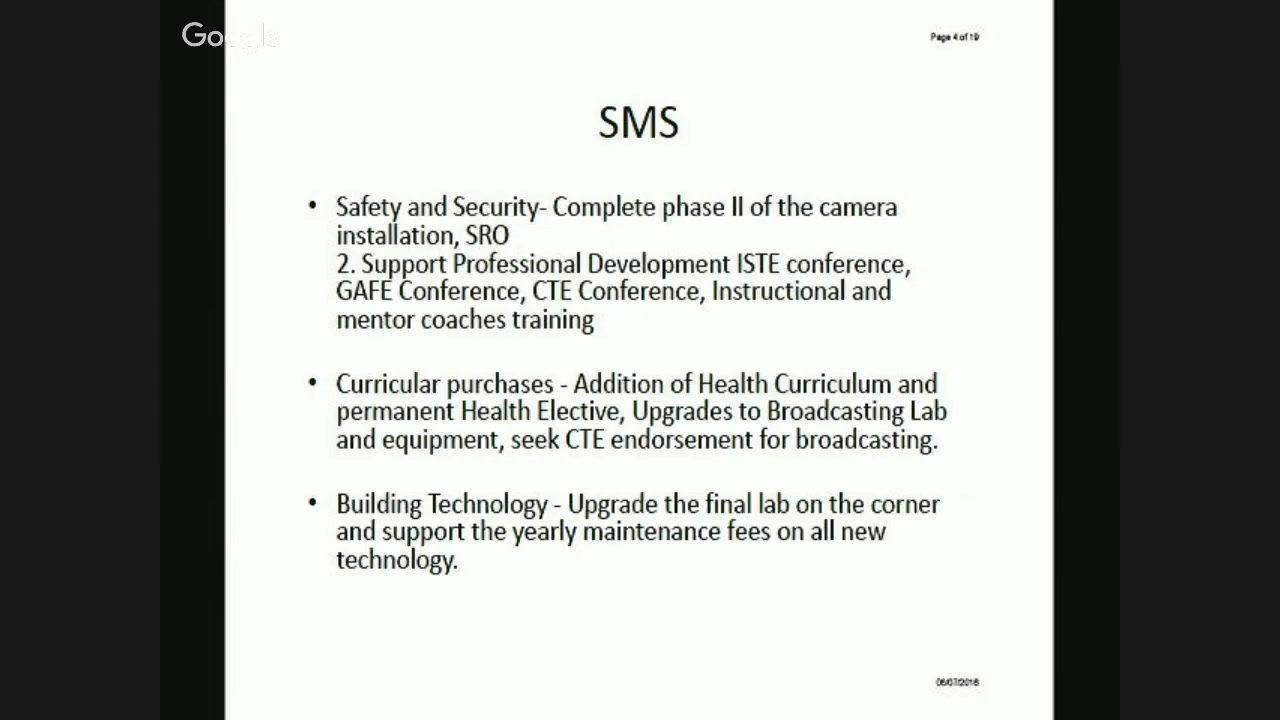 Google
Page 4 of 19
SMS
• Safety and Security- Complete phase II of the camera
installation, SRO
2. Support Professional Development ISTE conference,
GAFE Conference, CTE Conference, Instructional and
mentor coaches training
• Curricular purchases - Addition of Health Curriculum and
permanent Health Elective, Upgrades to Broadcasting Lab
and equipment, seek CTE endorsement for broadcasting.
• Building Technology - Upgrade the final lab on the corner
and support the yearly maintenance fees on all new
technology.